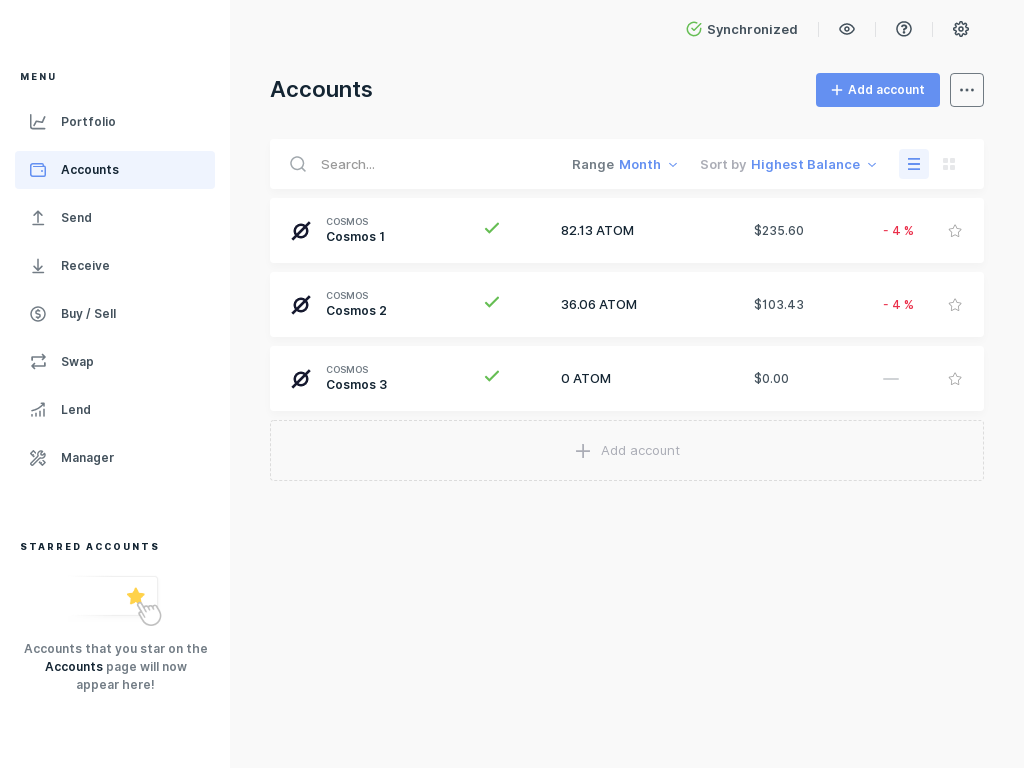 Synchronized
MENU
Portfolio
Accounts
Send
Receive
Buy / Sell
Swap
Lend
Manager
STARRED ACCOUNTS
Accounts that you star on the
Accounts page will now
appear here!
Accounts
Add account
Search...
Range Month
Sort by Highest Balance
COSMOS
Cosmos 1
82.13 ATOM
$235.60
- 4 %
COSMOS
Cosmos 2
36.06 ATOM
$103.43
- 4 %
COSMOS
Cosmos 3
0 ATOM
$0.00
—
Add account